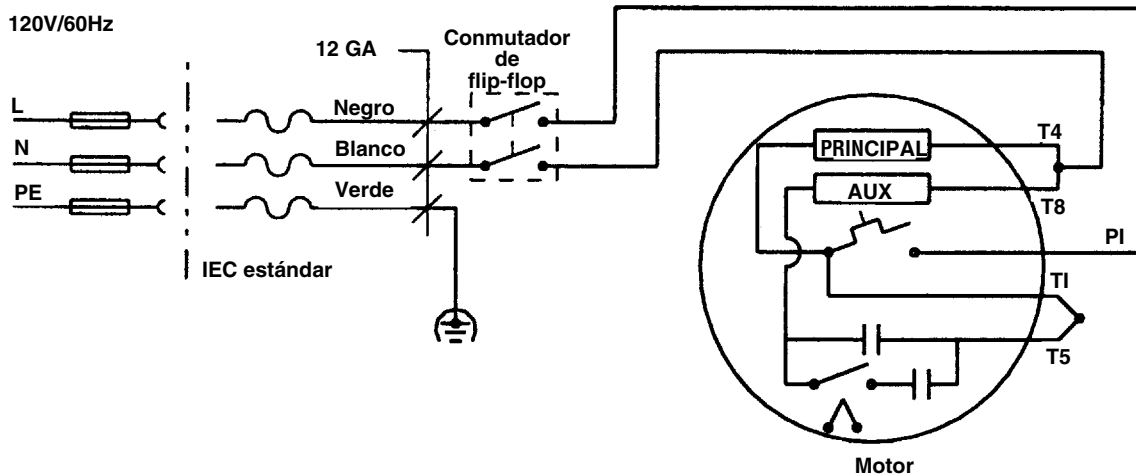 120V/60Hz
12 GA
Conmutador
de
flip-flop
L
Negro
N
Blanco
PE
Verde
IEC estándar
PRINCIPAL
T4
AUX
T8
PI
TI
T5
Motor